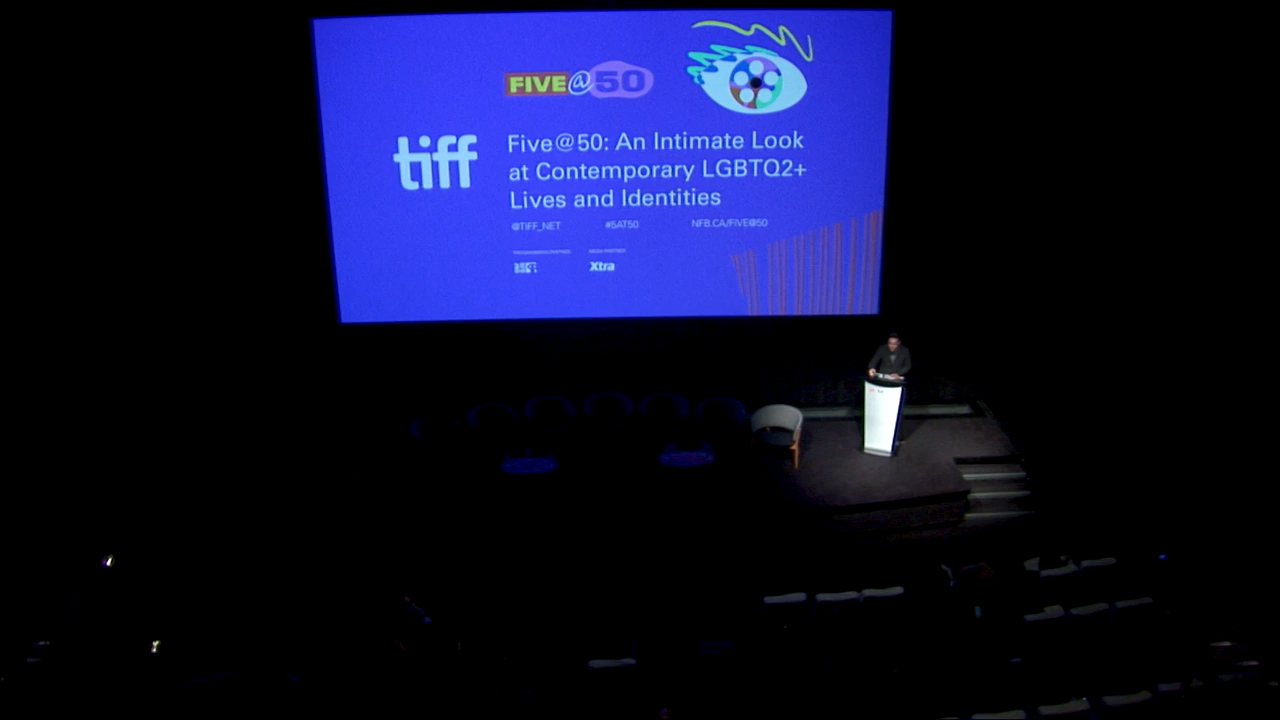 FIVE@50
tiff
Five@50: An Intimate Look
at Contemporary LGBTQ2+
Lives and Identities
@TIFF_NET #5AT50 NFB.CA/FIVE@50
Xtra